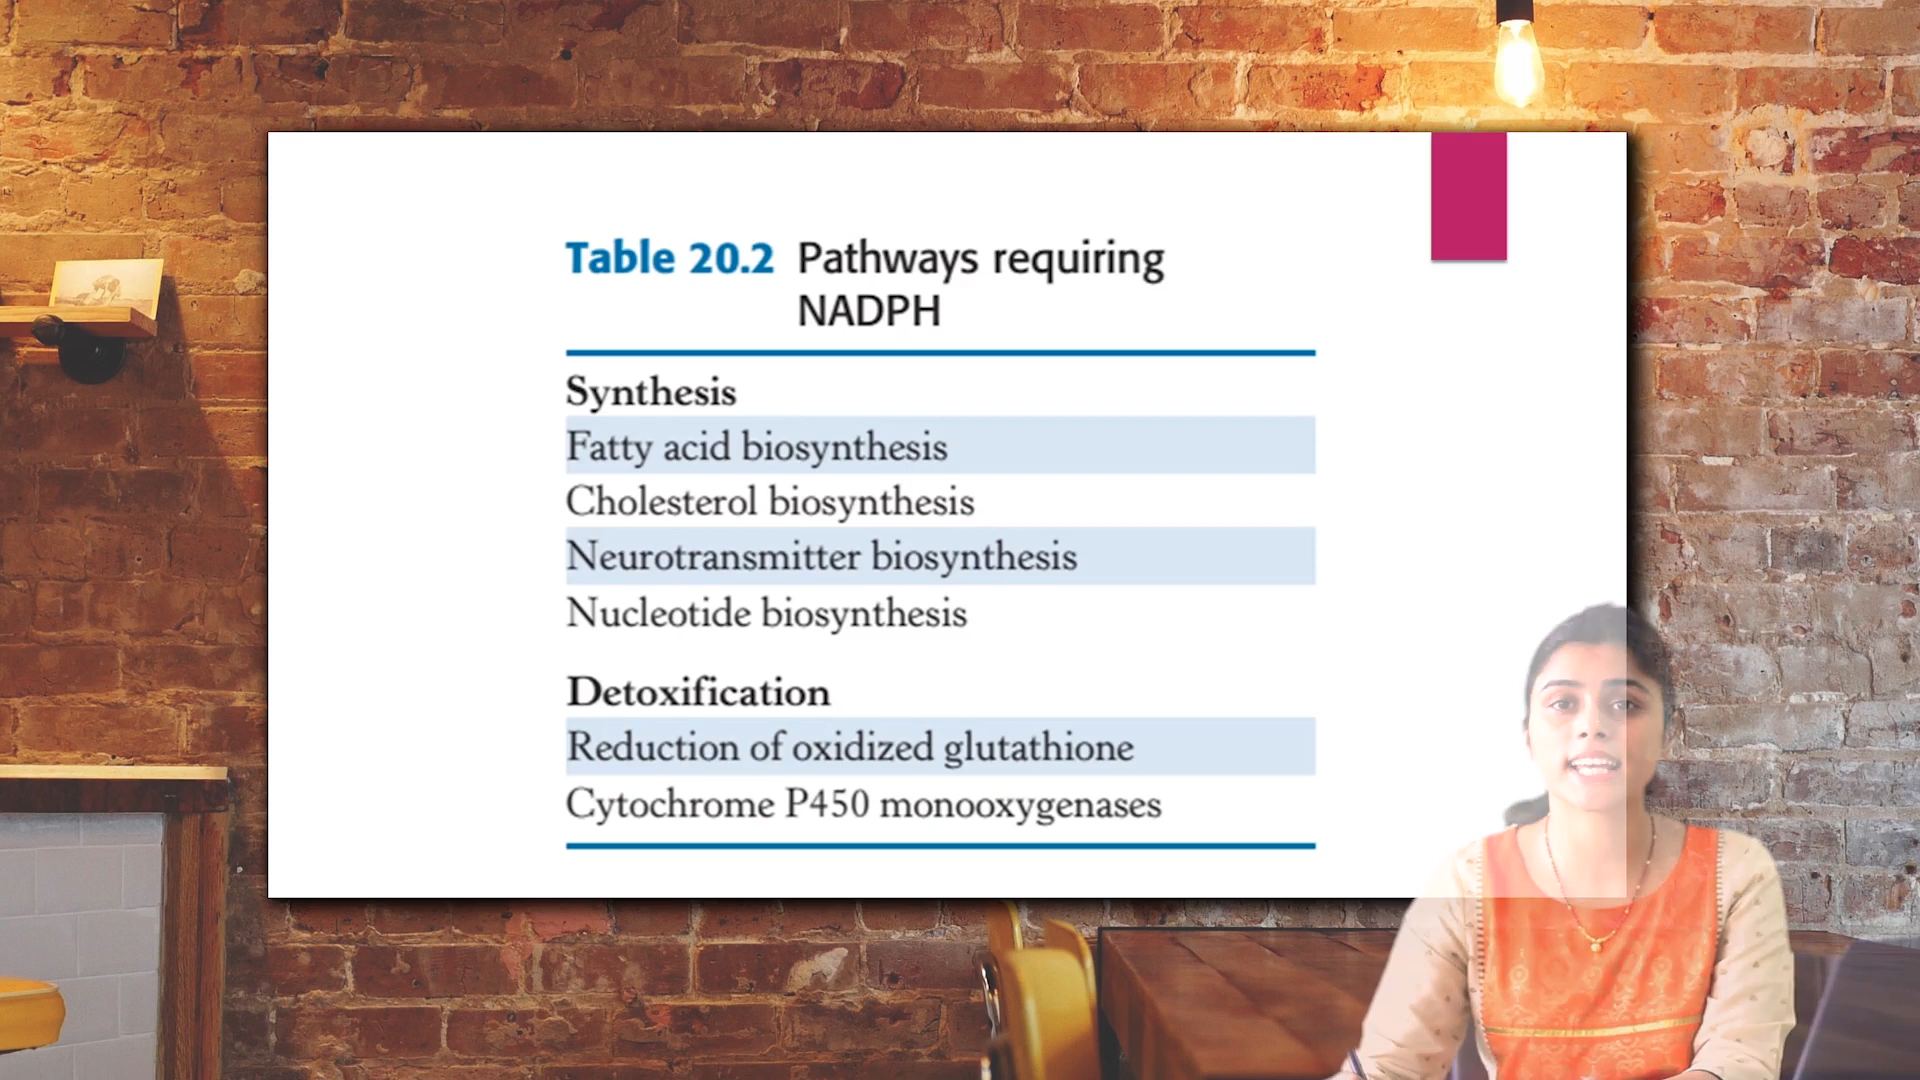 Table 20.2 Pathways requiring
NADPH
Synthesis
Fatty acid biosynthesis
Cholesterol biosynthesis
Neurotransmitter biosynthesis
Nucleotide biosynthesis
Detoxification
Reduction of oxidized glutathione
Cytochrome P450 monooxygenases